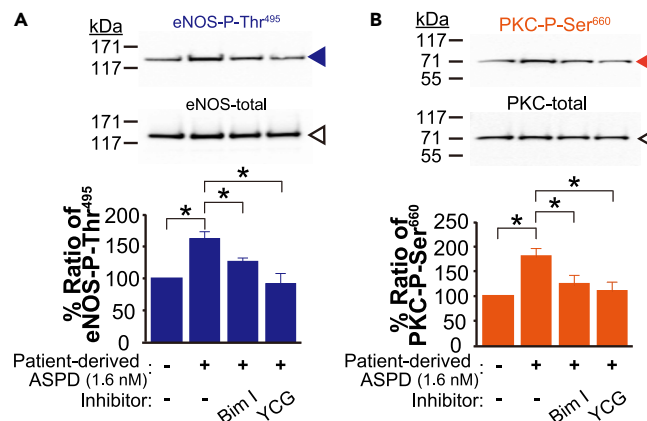 A
kDa
eNOS-P-Thr495
171
117
eNOS-total
171
117
% Ratio of
eNOS-P-Thr495
200
150
100
50
0
* * *
Patient-derived
ASPD (1.6 nM) : - + + +
Inhibitor: - - Bim I YCG
B
kDa
PKC-P-Ser660
117
71
55
PKC-total
117
71
55
% Ratio of
PKC-P-Ser660
250
200
150
100
50
0
* * *
Patient-derived
ASPD (1.6 nM) : - + + +
Inhibitor: - - Bim I YCG